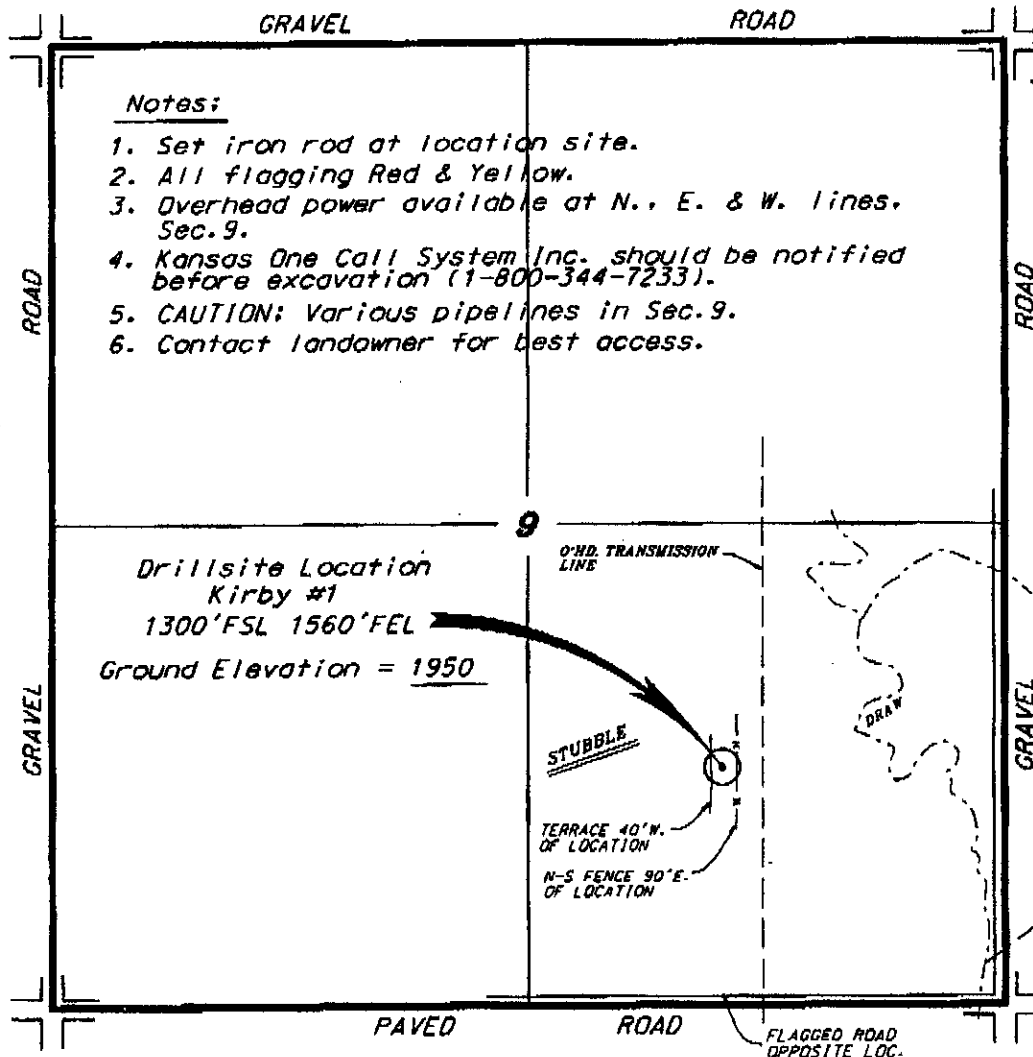 GRAVEL ROAD
Notes:
1. Set iron rod at location site.
2. All flagging Red & Yellow.
3. Overhead power available at N., E. & W. lines,
Sec.9.
4. Kansas One Call System Inc. should be notified
before excavation (1-800-344-7233).
5. CAUTION: Various pipelines in Sec.9.
6. Contact landowner for best access.
ROAD
ROAD
9
O'HD. TRANSMISSION
LINE
Drillsite Location
Kirby #1
1300'FSL 1560'FEL
Ground Elevation = 1950
GRAVEL
GRAVEL
DRAW
STUBBLE
TERRACE 40'W.
OF LOCATION
N-S FENCE 90'E.
OF LOCATION
PAVED ROAD
FLAGGED ROAD
OPPOSITE LOC.